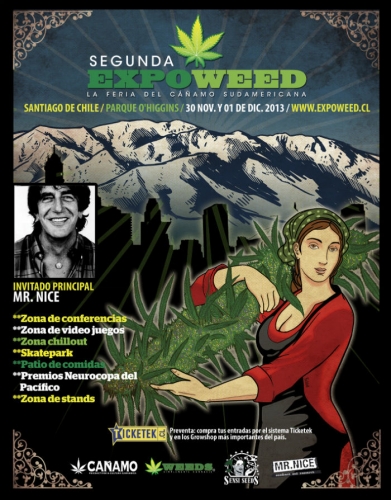 SEGUNDA
EXPOWEED
LA FERIA DEL CÁÑAMO SUDAMERICANA
SANTIAGO DE CHILE / PARQUE O'HIGGINS / 30 NOV. Y 01 DE DIC. 2013 / WWW.EXPOWEED.CL
INVITADO PRINCIPAL
MR. NICE
**Zona de conferencias
**Zona de video juegos
**Zona chillout
**Skatepark
**Patio de comidas
**Premios Neurocopa del
Pacífico
**Zona de stands
TICKETEK
Preventa: compra tus entradas por el sistema Ticketek
y en los Growshop más importantes del país.
CAÑAMO
WEEDS.
SENSI SEEDS
MR.NICE